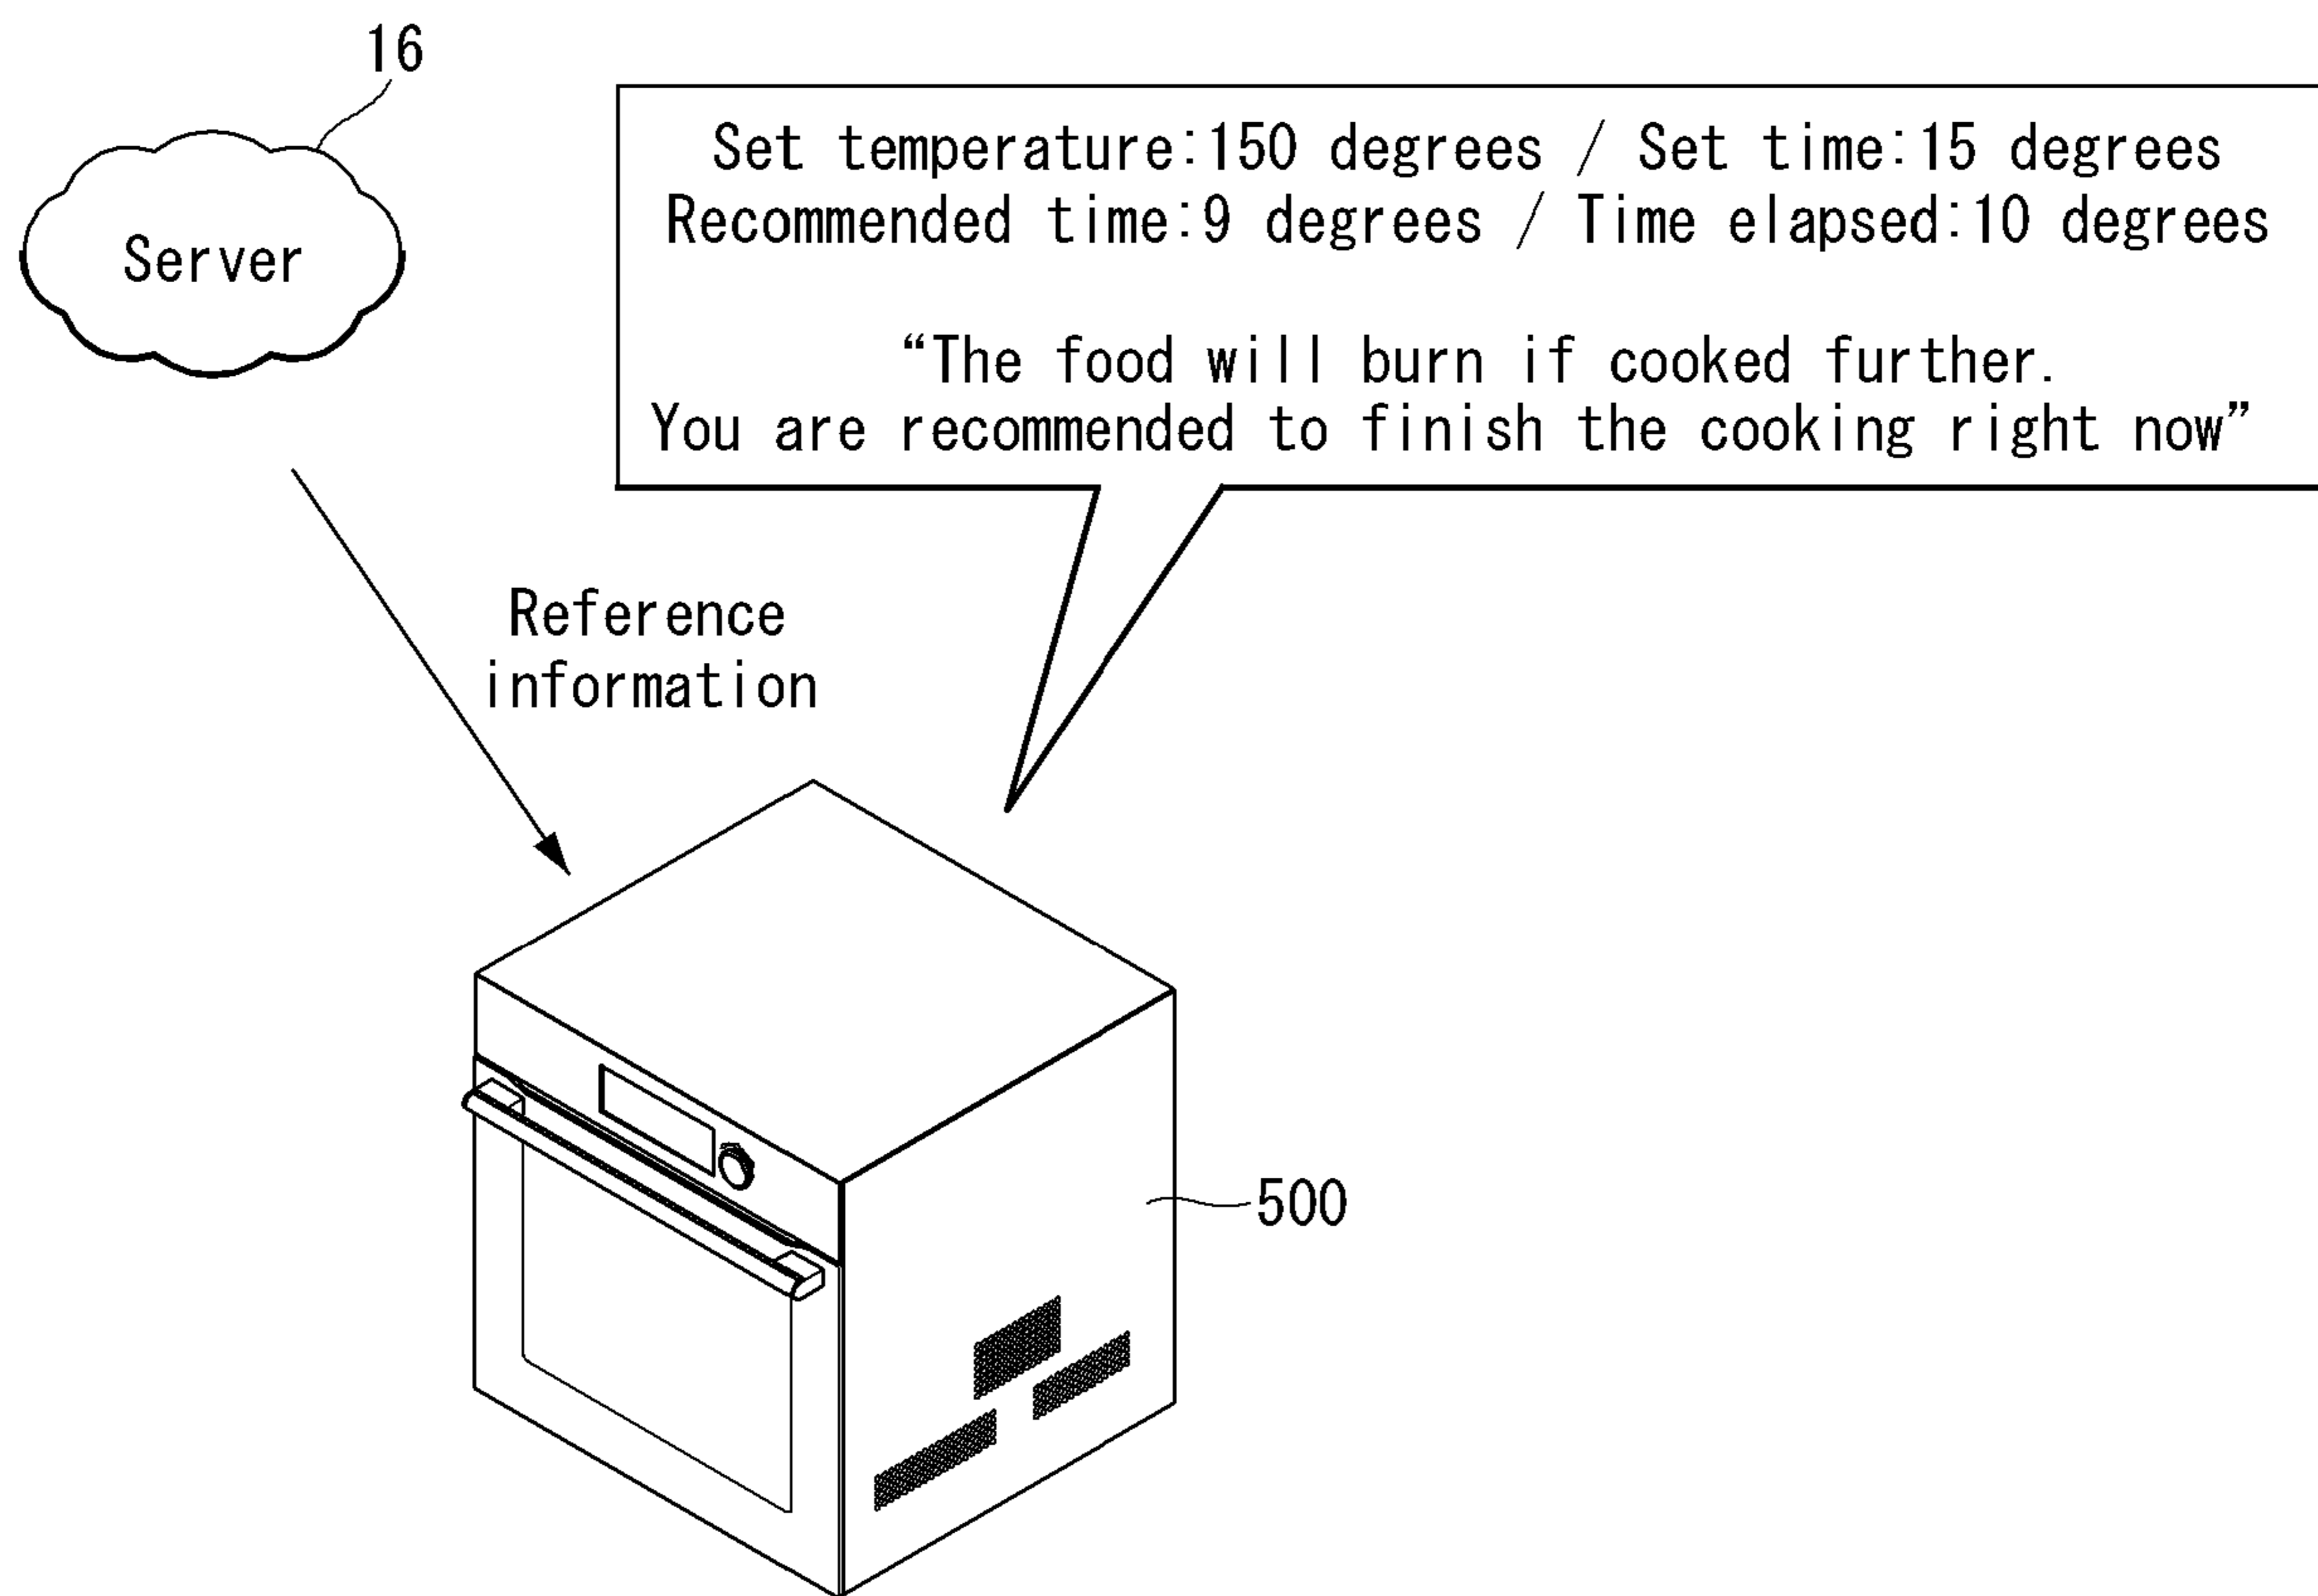 16
Server
Set temperature:150 degrees / Set time:15 degrees
Recommended time:9 degrees / Time elapsed:10 degrees
“The food will burn if cooked further.
You are recommended to finish the cooking right now”
Reference
information
500